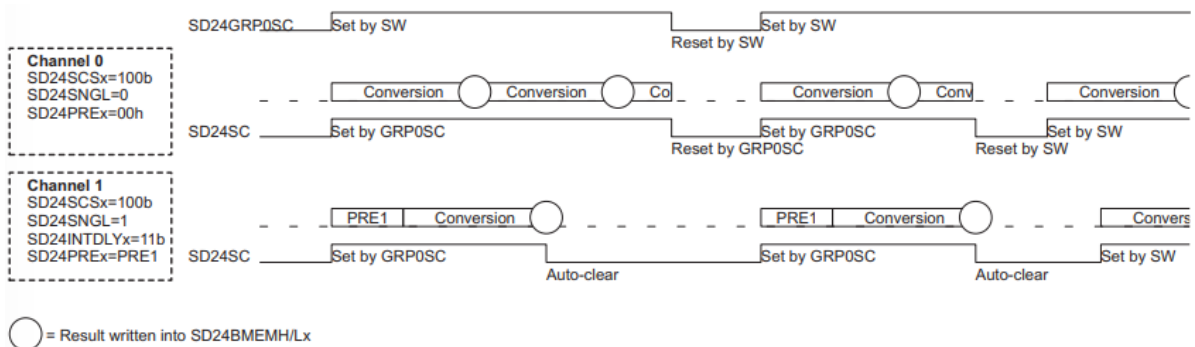 SD24GRP0SC Set by SW Set by SW
Reset by SW
Channel 0
SD24SCSx=100b
SD24SNGL=0
SD24PREx=00h
Conversion Conversion Co Conversion Conv Conversion
SD24SC Set by GRP0SC Set by GRP0SC Set by SW
Reset by GRP0SC Reset by SW
Channel 1
SD24SCSx=100b
SD24SNGL=1
SD24INTDLYx=11b
SD24PREx=PRE1
PRE1 Conversion PRE1 Conversion Convers
SD24SC Set by GRP0SC Set by GRP0SC Set by SW
Auto-clear Auto-clear
= Result written into SD24BMEMH/Lx